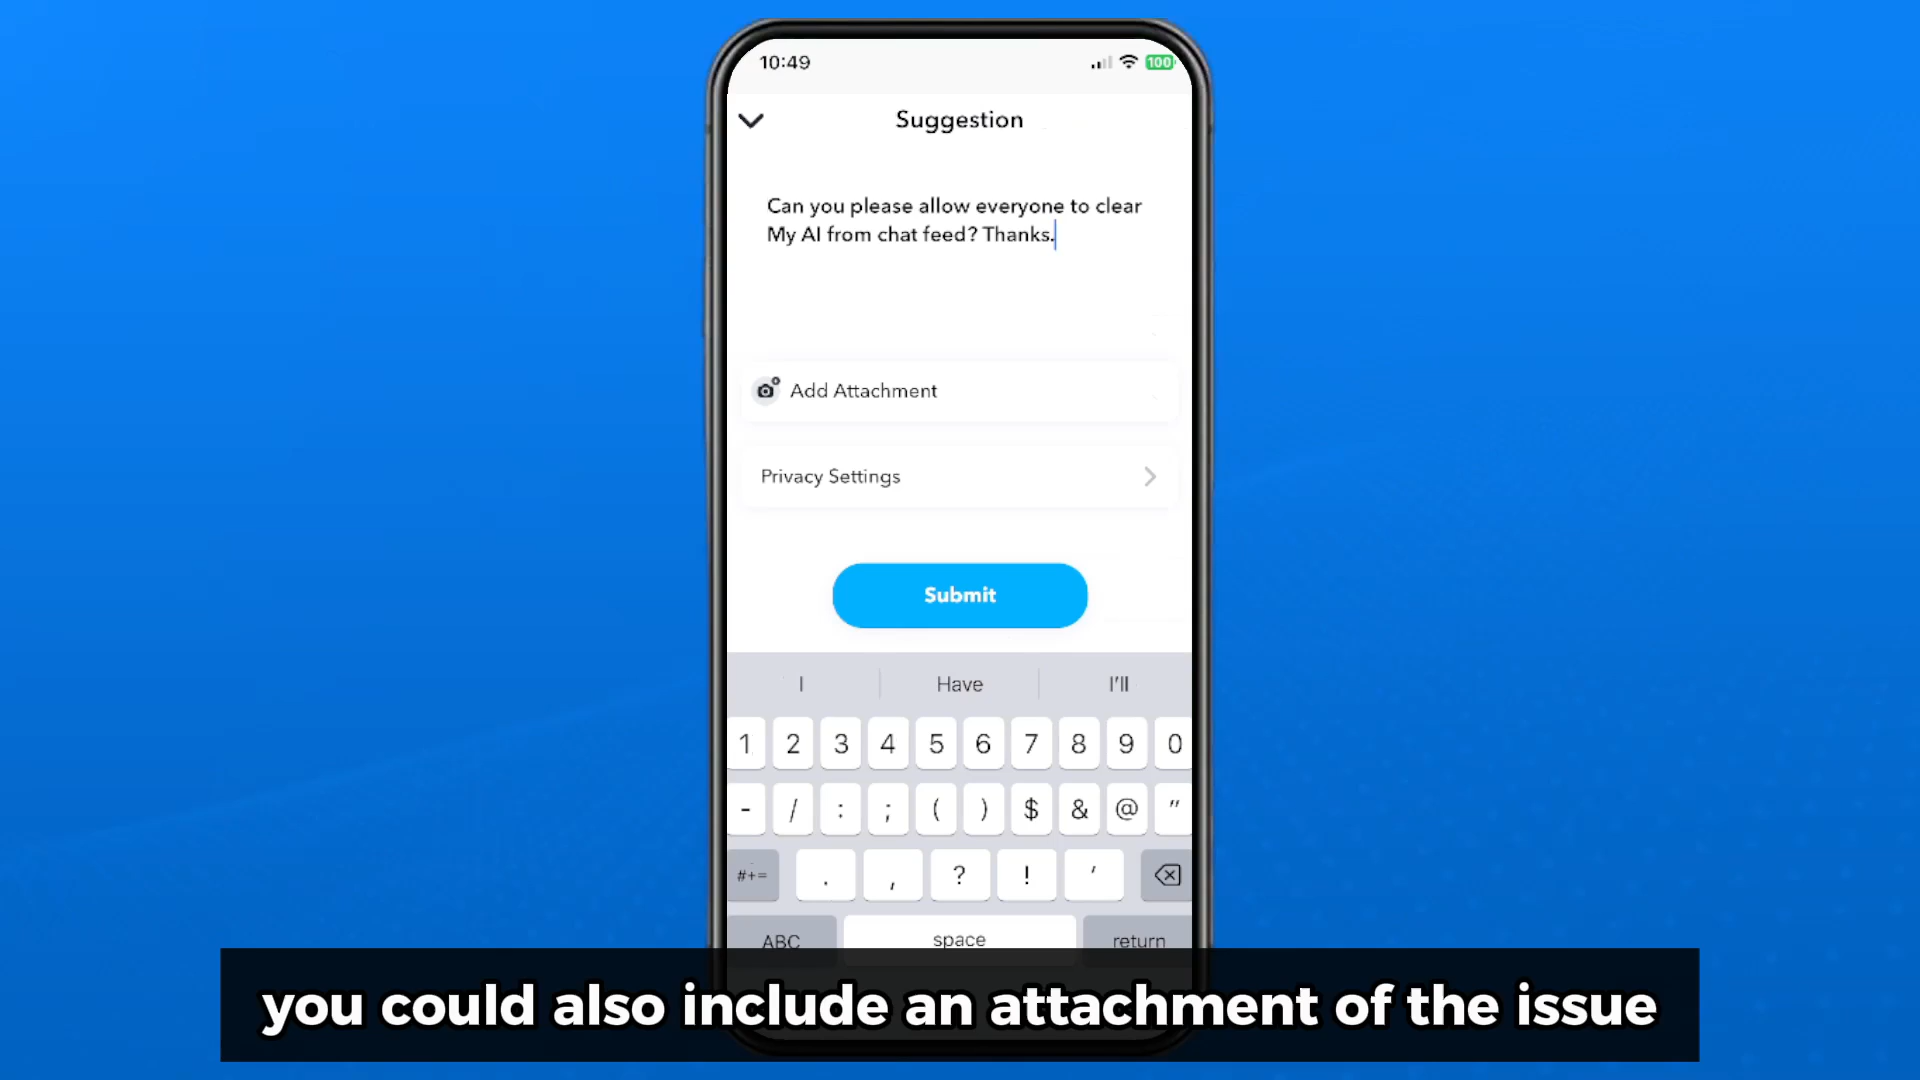 10:49
100
Suggestion
Can you please allow everyone to clear
My AI from chat feed? Thanks.
Add Attachment
Privacy Settings
Submit
I Have I'll
1 2 3 4 5 6 7 8 9 0
- / : ; ( ) $ & @ "
#+= . , ? ! '
ABC space return
you could also include an attachment of the issue